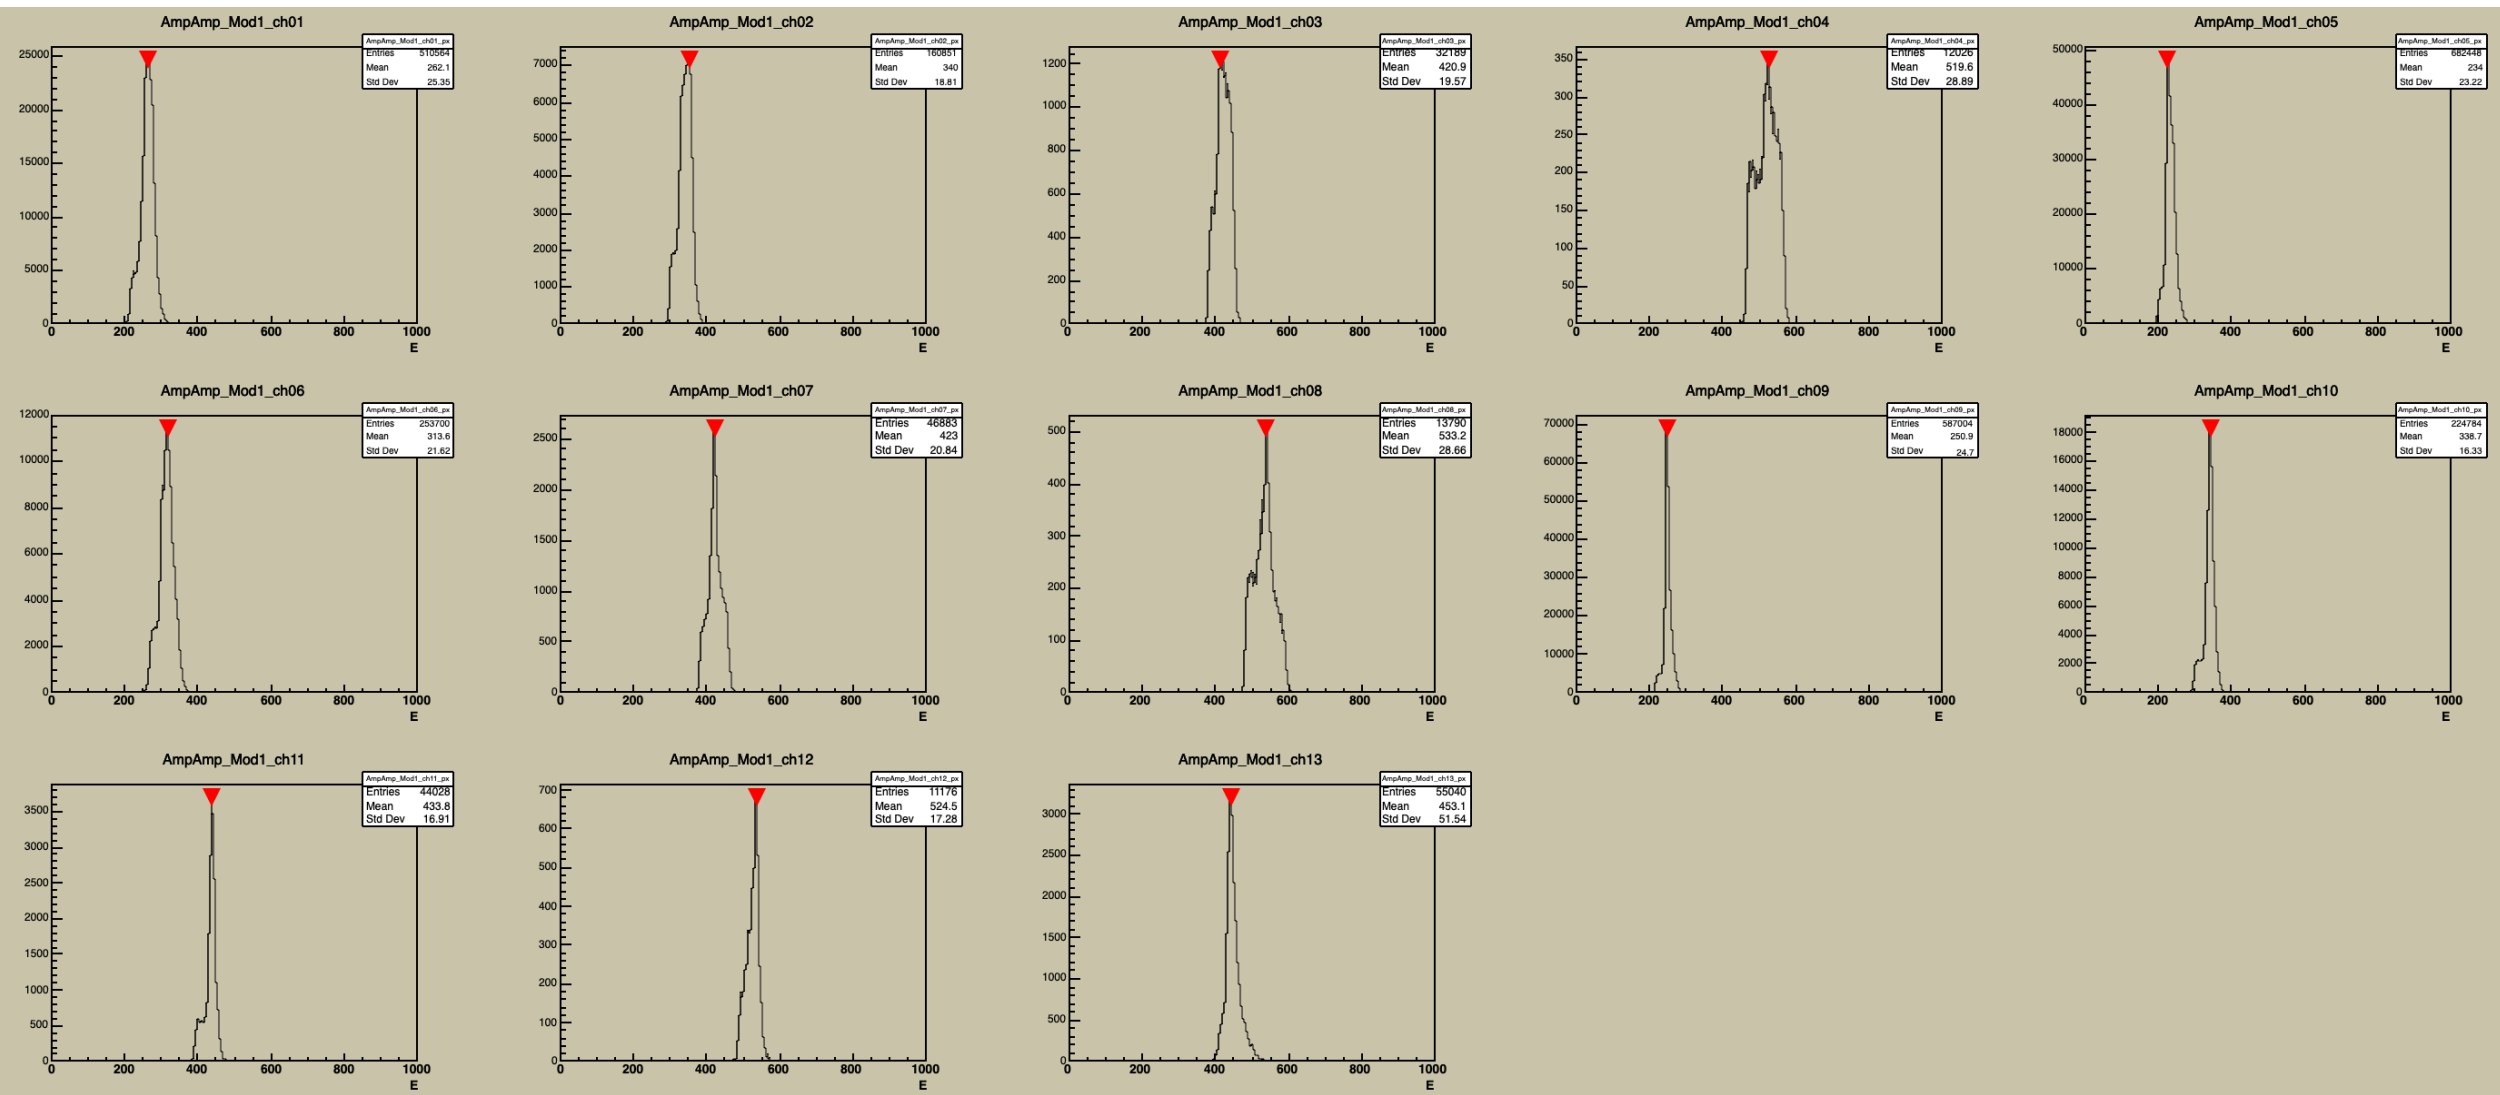 AmpAmp_Mod1_ch01
AmpAmp_Mod1_ch01_px
Entries 510564
Mean 262.1
Std Dev 25.35
25000
20000
15000
10000
5000
0
0 200 400 600 800 1000
E
AmpAmp_Mod1_ch02
AmpAmp_Mod1_ch02_px
Entries 160851
Mean 340
Std Dev 18.81
7000
6000
5000
4000
3000
2000
1000
0
0 200 400 600 800 1000
E
AmpAmp_Mod1_ch03
AmpAmp_Mod1_ch03_px
Entries 32189
Mean 420.9
Std Dev 19.57
1200
1000
800
600
400
200
0
0 200 400 600 800 1000
E
AmpAmp_Mod1_ch04
AmpAmp_Mod1_ch04_px
Entries 12026
Mean 519.6
Std Dev 28.89
350
300
250
200
150
100
50
0
0 200 400 600 800 1000
E
AmpAmp_Mod1_ch05
AmpAmp_Mod1_ch05_px
Entries 682448
Mean 234
Std Dev 23.22
50000
40000
30000
20000
10000
0
0 200 400 600 800 1000
E
AmpAmp_Mod1_ch06
AmpAmp_Mod1_ch06_px
Entries 253700
Mean 313.6
Std Dev 21.62
12000
10000
8000
6000
4000
2000
0
0 200 400 600 800 1000
E
AmpAmp_Mod1_ch07
AmpAmp_Mod1_ch07_px
Entries 46883
Mean 423
Std Dev 20.84
2500
2000
1500
1000
500
0
0 200 400 600 800 1000
E
AmpAmp_Mod1_ch08
AmpAmp_Mod1_ch08_px
Entries 13790
Mean 533.2
Std Dev 28.66
500
400
300
200
100
0
0 200 400 600 800 1000
E
AmpAmp_Mod1_ch09
AmpAmp_Mod1_ch09_px
Entries 587004
Mean 250.9
Std Dev 24.7
70000
60000
50000
40000
30000
20000
10000
0
0 200 400 600 800 1000
E
AmpAmp_Mod1_ch10
AmpAmp_Mod1_ch10_px
Entries 224784
Mean 338.7
Std Dev 16.33
18000
16000
14000
12000
10000
8000
6000
4000
2000
0
0 200 400 600 800 1000
E
AmpAmp_Mod1_ch11
AmpAmp_Mod1_ch11_px
Entries 44028
Mean 433.8
Std Dev 16.91
3500
3000
2500
2000
1500
1000
500
0
0 200 400 600 800 1000
E
AmpAmp_Mod1_ch12
AmpAmp_Mod1_ch12_px
Entries 11176
Mean 524.5
Std Dev 17.28
700
600
500
400
300
200
100
0
0 200 400 600 800 1000
E
AmpAmp_Mod1_ch13
AmpAmp_Mod1_ch13_px
Entries 55040
Mean 453.1
Std Dev 51.54
3000
2500
2000
1500
1000
500
0
0 200 400 600 800 1000
E